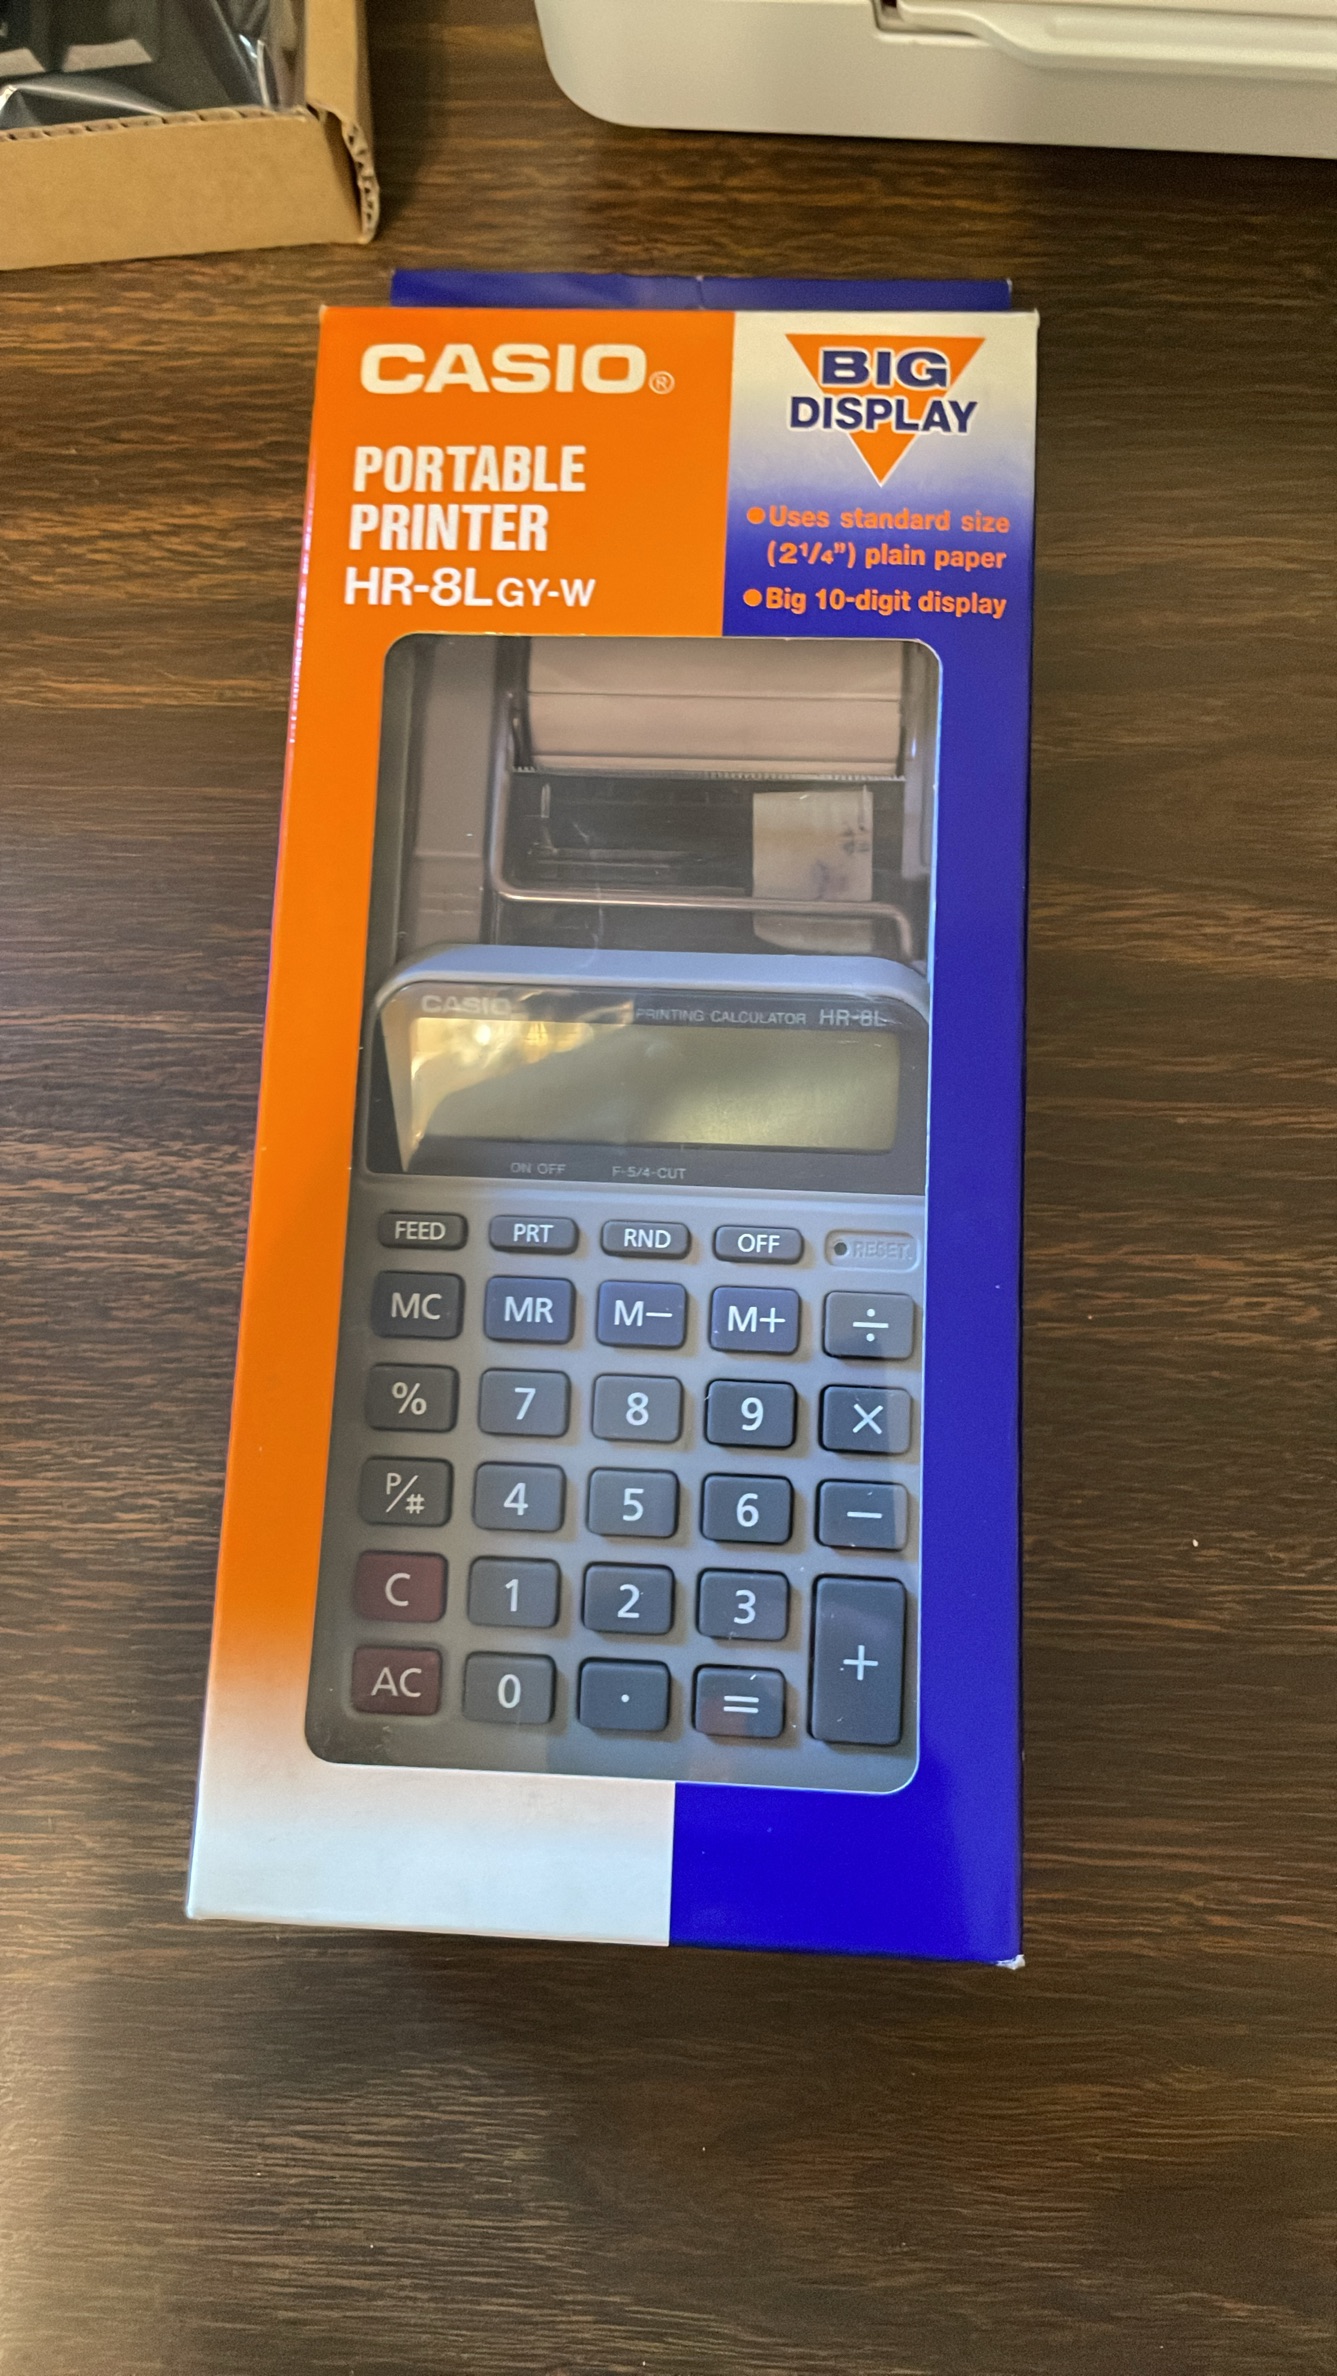 CASIO®
BIG
DISPLAY
PORTABLE
PRINTER
HR-8LGY-W
●Uses standard size
(2¹/₄") plain paper
●Big 10-digit display
CASIO
PRINTING CALCULATOR HR-8L
ON OFF F-5/4-CUT
FEED PRT RND OFF RESET
MC MR M− M+ ÷
% 7 8 9 ×
P/# 4 5 6 −
C 1 2 3
+
AC 0 . =